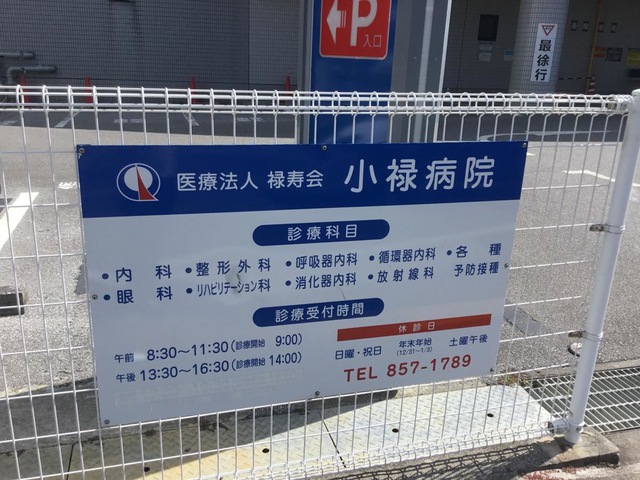 P
入口
最徐行
医療法人 禄寿会 小禄病院
診療科目
・内科 ・整形外科 ・呼吸器内科 ・循環器内科 ・各種
・眼科 ・リハビリテーション科 ・消化器内科 ・放射線科 予防接種
診療受付時間
午前 8:30～11:30(診療開始 9:00)
午後 13:30～16:30(診療開始 14:00)
休診日
日曜・祝日 年末年始 土曜午後
(12/31～1/3)
TEL 857-1789